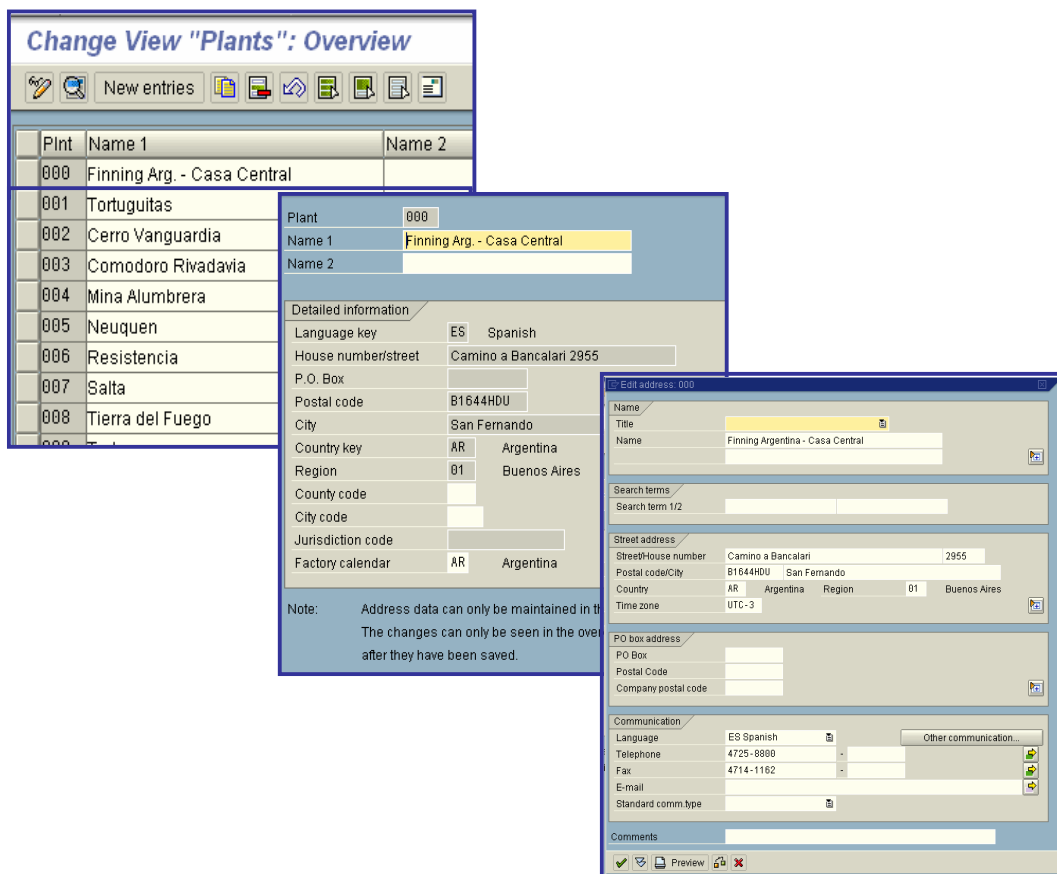 Change View "Plants": Overview
New entries
Plnt Name 1 Name 2
000 Finning Arg. - Casa Central
001 Tortuguitas
002 Cerro Vanguardia
003 Comodoro Rivadavia
004 Mina Alumbrera
005 Neuquen
006 Resistencia
007 Salta
008 Tierra del Fuego
Plant 000
Name 1 Finning Arg. - Casa Central
Name 2
Detailed information
Language key ES Spanish
House number/street Camino a Bancalari 2955
P.O. Box
Postal code B1644HDU
City San Fernando
Country key AR Argentina
Region 01 Buenos Aires
County code
City code
Jurisdiction code
Factory calendar AR Argentina
Note: Address data can only be maintained in
The changes can only be seen in the
after they have been saved.
Edit address: 000
Name
Title
Name Finning Argentina - Casa Central
Search terms
Search term 1/2
Street address
Street/House number Camino a Bancalari 2955
Postal code/City B1644HDU San Fernando
Country AR Argentina Region 01 Buenos Aires
Time zone UTC-3
PO box address
PO Box
Postal Code
Company postal code
Communication
Language ES Spanish Other communication...
Telephone 4725-8800 -
Fax 4714-1162 -
E-mail
Standard comm.type
Comments
Preview